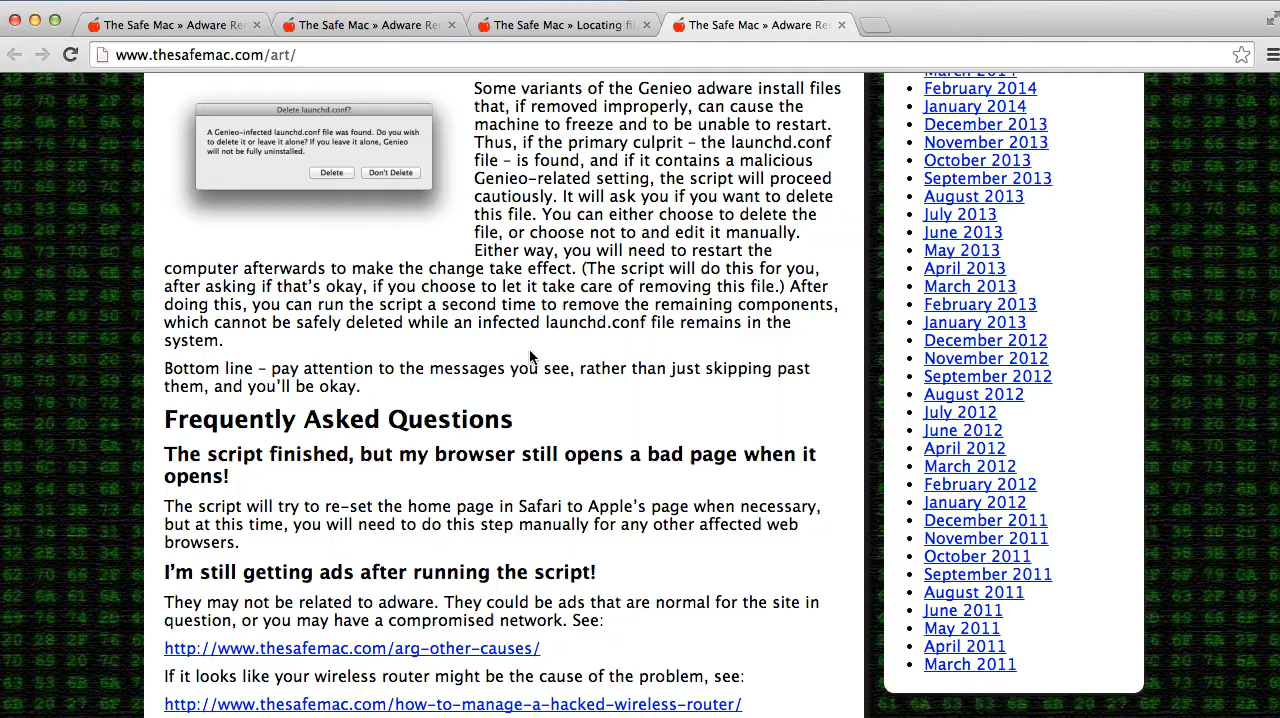 The Safe Mac » Adware Re
The Safe Mac » Adware Re
The Safe Mac » Locating fi
The Safe Mac » Adware Re
www.thesafemac.com/art/
Delete launchd.conf?
A Genieo-infected launchd.conf file was found. Do you wish
to delete it or leave it alone? If you leave it alone, Genieo
will not be fully uninstalled.
Delete
Don't Delete
Some variants of the Genieo adware install files
that, if removed improperly, can cause the
machine to freeze and to be unable to restart.
Thus, if the primary culprit – the launchd.conf
file – is found, and if it contains a malicious
Genieo-related setting, the script will proceed
cautiously. It will ask you if you want to delete
this file. You can either choose to delete the
file, or choose not to and edit it manually.
Either way, you will need to restart the
computer afterwards to make the change take effect. (The script will do this for you,
after asking if that’s okay, if you choose to let it take care of removing this file.) After
doing this, you can run the script a second time to remove the remaining components,
which cannot be safely deleted while an infected launchd.conf file remains in the
system.
Bottom line – pay attention to the messages you see, rather than just skipping past
them, and you’ll be okay.
Frequently Asked Questions
The script finished, but my browser still opens a bad page when it
opens!
The script will try to re-set the home page in Safari to Apple’s page when necessary,
but at this time, you will need to do this step manually for any other affected web
browsers.
I’m still getting ads after running the script!
They may not be related to adware. They could be ads that are normal for the site in
question, or you may have a compromised network. See:
http://www.thesafemac.com/arg-other-causes/
If it looks like your wireless router might be the cause of the problem, see:
http://www.thesafemac.com/how-to-manage-a-hacked-wireless-router/
March 2014
February 2014
January 2014
December 2013
November 2013
October 2013
September 2013
August 2013
July 2013
June 2013
May 2013
April 2013
March 2013
February 2013
January 2013
December 2012
November 2012
September 2012
August 2012
July 2012
June 2012
April 2012
March 2012
February 2012
January 2012
December 2011
November 2011
October 2011
September 2011
August 2011
June 2011
May 2011
April 2011
March 2011